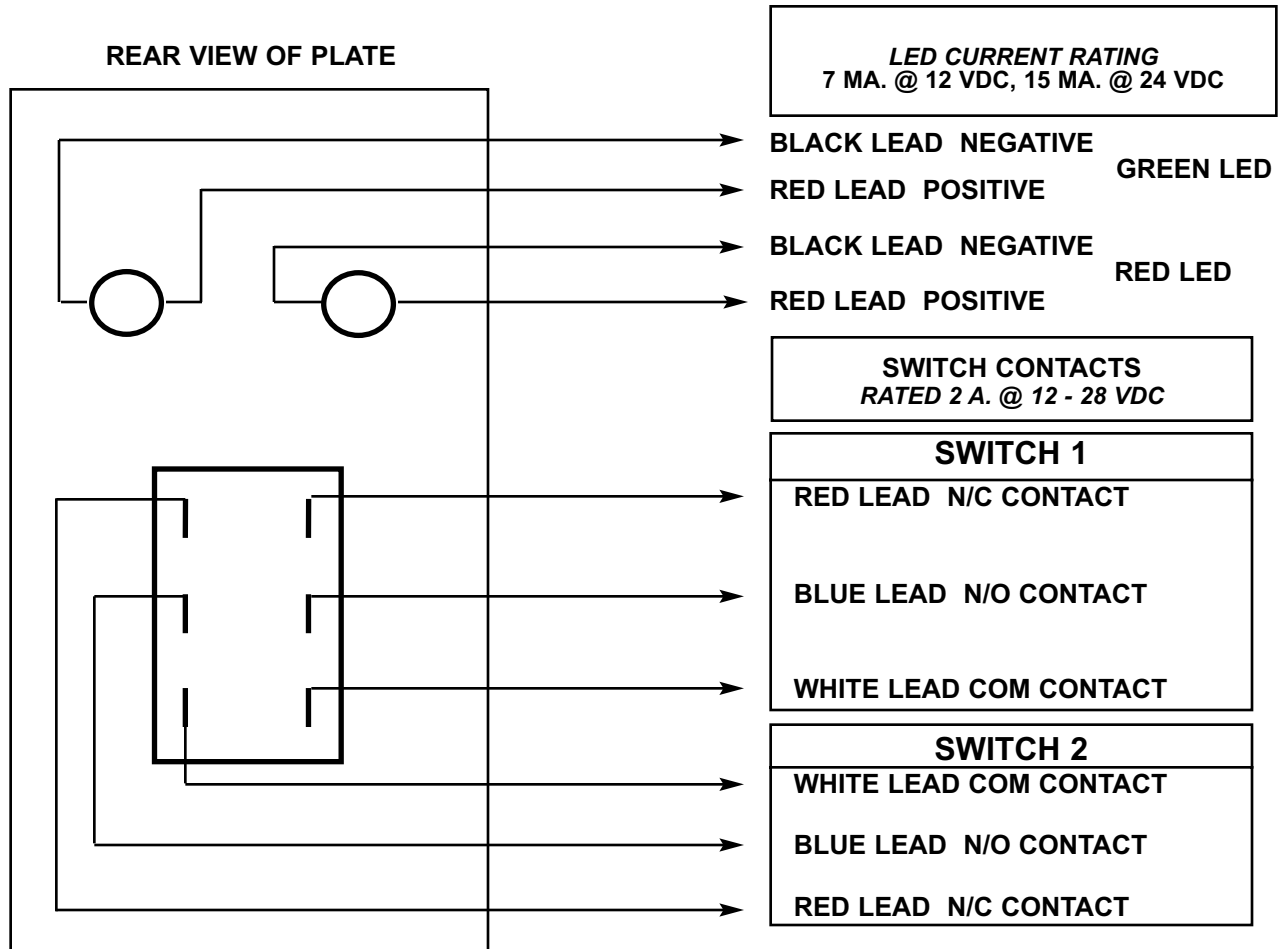 REAR VIEW OF PLATE
LED CURRENT RATING
7 MA. @ 12 VDC, 15 MA. @ 24 VDC
BLACK LEAD NEGATIVE
GREEN LED
RED LEAD POSITIVE
BLACK LEAD NEGATIVE
RED LED
RED LEAD POSITIVE
SWITCH CONTACTS
RATED 2 A. @ 12 - 28 VDC
SWITCH 1
RED LEAD N/C CONTACT
BLUE LEAD N/O CONTACT
WHITE LEAD COM CONTACT
SWITCH 2
WHITE LEAD COM CONTACT
BLUE LEAD N/O CONTACT
RED LEAD N/C CONTACT